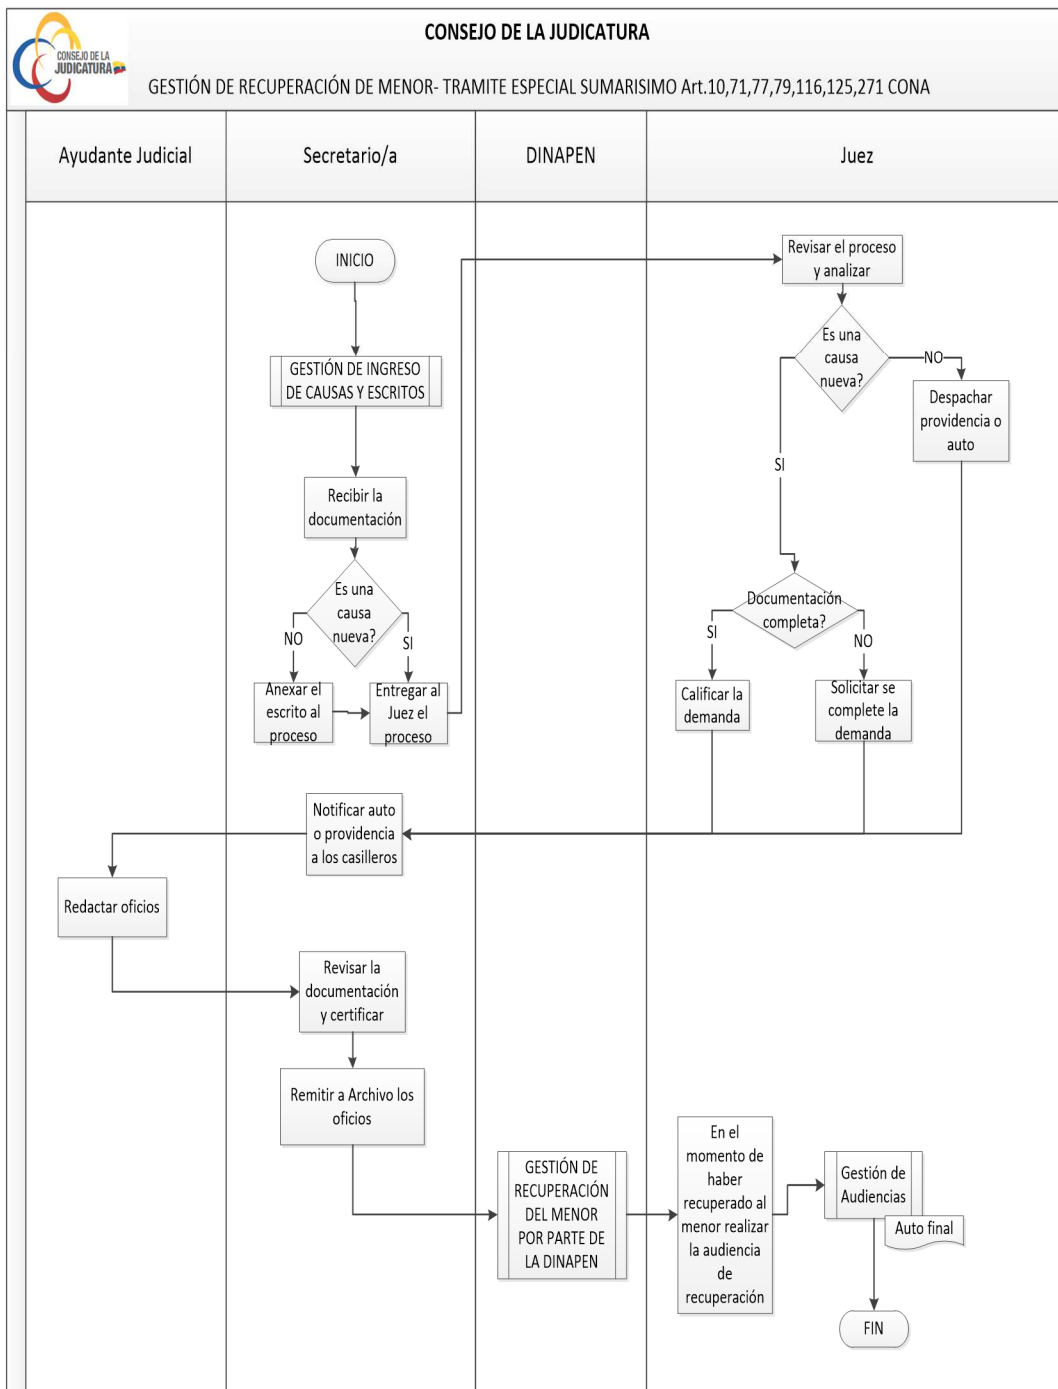 CONSEJO DE LA JUDICATURA
CONSEJO DE LA
JUDICATURA
GESTIÓN DE RECUPERACIÓN DE MENOR- TRAMITE ESPECIAL SUMARISIMO Art.10,71,77,79,116,125,271 CONA
Ayudante Judicial
Secretario/a
DINAPEN
Juez
INICIO
GESTIÓN DE INGRESO
DE CAUSAS Y ESCRITOS
Recibir la
documentación
Es una
causa
nueva?
NO
SI
Anexar el
escrito al
proceso
Entregar al
Juez el
proceso
Revisar el proceso
y analizar
Es una
causa
nueva?
NO
Despachar
providencia o
auto
SI
Documentación
completa?
SI
NO
Calificar la
demanda
Solicitar se
complete la
demanda
Notificar auto
o providencia
a los casilleros
Redactar oficios
Revisar la
documentación
y certificar
Remitir a Archivo los
oficios
GESTIÓN DE
RECUPERACIÓN
DEL MENOR
POR PARTE DE
LA DINAPEN
En el
momento de
haber
recuperado al
menor realizar
la audiencia
de
recuperación
Gestión de
Audiencias
Auto final
FIN